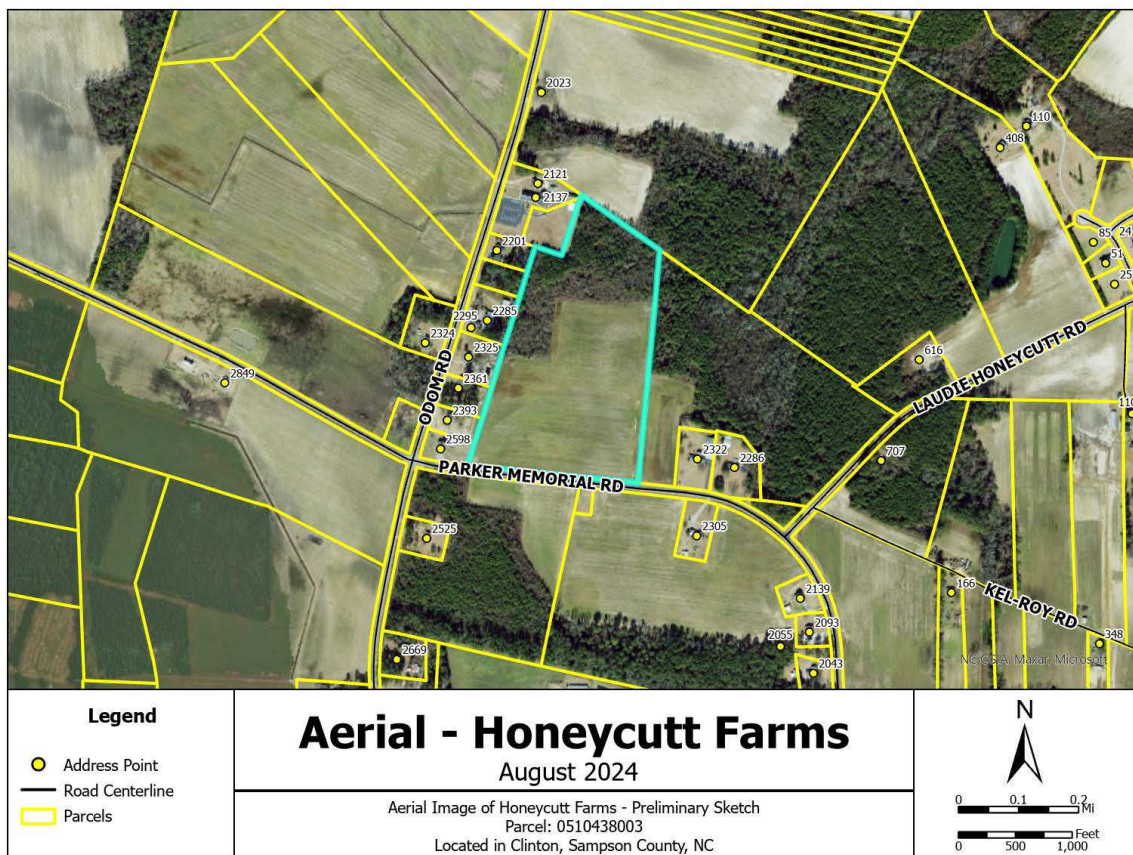 2023
110
408
2121
2137
2201
85
24
51
25
2295
2285
2324
2325
616
LAUDIE HONEYCUTT RD
ODOM RD
2849
2361
2393
110
2598
707
2322
2286
PARKER MEMORIAL RD
2525
2305
166
KEL-ROY RD
2139
2093
2055
348
2669
2043
NC CGIA, Maxar, Microsoft
Legend
Address Point
Road Centerline
Parcels
Aerial - Honeycutt Farms
August 2024
Aerial Image of Honeycutt Farms - Preliminary Sketch
Parcel: 0510438003
Located in Clinton, Sampson County, NC
N
0 0.1 0.2
Mi
Feet
0 500 1,000